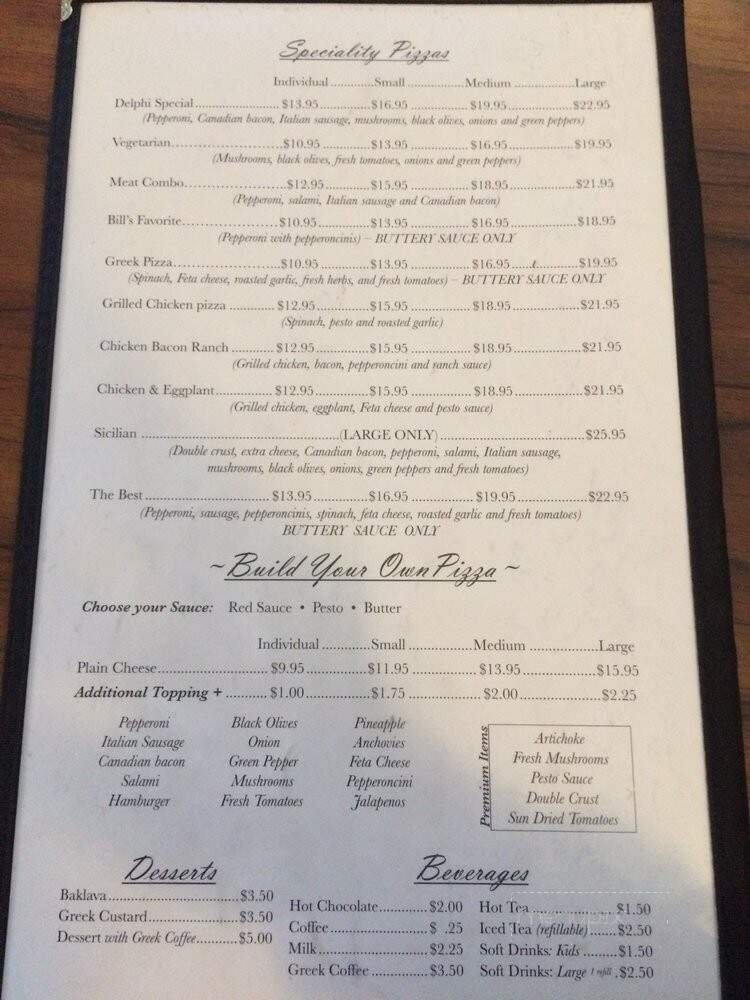 Speciality Pizzas
Individual ............Small ................Medium .................Large
Delphi Special........................ $13.95...............$16.95................$19.95...................$22.95
(Pepperoni, Canadian bacon, Italian sausage, mushrooms, black olives, onions and green peppers)
Vegetarian................................$10.95...............$13.95..................$16.95...................$19.95
(Mushrooms, black olives, fresh tomatoes, onions and green peppers)
Meat Combo.............................$12.95...............$15.95..................$18.95...................$21.95
(Pepperoni, salami, Italian sausage and Canadian bacon)
Bill's Favorite...........................$10.95...............$13.95..................$16.95...................$18.95
(Pepperoni with pepperoncinis) – BUTTERY SAUCE ONLY
Greek Pizza..............................$10.95...............$13.95 .................$16.95...................$19.95
(Spinach, Feta cheese, roasted garlic, fresh herbs, and fresh tomatoes) – BUTTERY SAUCE ONLY
Grilled Chicken pizza .............$12.95...............$15.95 .................$18.95...................$21.95
(Spinach, pesto and roasted garlic)
Chicken Bacon Ranch ............ $12.95...............$15.95 .................$18.95...................$21.95
(Grilled chicken, bacon, pepperoncini and ranch sauce)
Chicken & Eggplant................ $12.95...............$15.95 ................. $18.95...................$21.95
(Grilled chicken, eggplant, Feta cheese and pesto sauce)
Sicilian ..................................................(LARGE ONLY)......................................$25.95
(Double crust, extra cheese, Canadian bacon, pepperoni, salami, Italian sausage,
mushrooms, black olives, onions, green peppers and fresh tomatoes)
The Best................................. $13.95...............$16.95 .................$19.95...................$22.95
(Pepperoni, sausage, pepperoncinis, spinach, feta cheese, roasted garlic and fresh tomatoes)
BUTTERY SAUCE ONLY
~Build Your Own Pizza~
Choose your Sauce: Red Sauce • Pesto • Butter
Individual ............Small ................Medium .................Large
Plain Cheese............................ $9.95...............$11.95 ................. $13.95...................$15.95
Additional Topping + .......... $1.00................$1.75 .................... $2.00.....................$2.25
Pepperoni Black Olives Pineapple
Italian Sausage Onion Anchovies
Canadian bacon Green Pepper Feta Cheese
Salami Mushrooms Pepperoncini
Hamburger Fresh Tomatoes Jalapenos
Premium Items
Artichoke
Fresh Mushrooms
Pesto Sauce
Double Crust
Sun Dried Tomatoes
Desserts
Baklava..................................$3.50
Greek Custard.......................$3.50
Dessert with Greek Coffee..........$5.00
Beverages
Hot Chocolate............$2.00
Coffee.........................$ .25
Milk............................$2.25
Greek Coffee ..............$3.50
Hot Tea......................$1.50
Iced Tea (refillable).......$2.50
Soft Drinks: Kids .........$1.50
Soft Drinks: Large 1 refill .$2.50